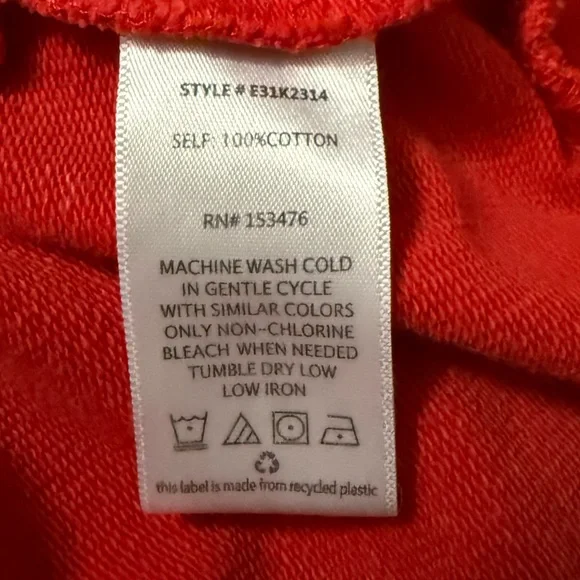 STYLE # E31K2314
SELF: 100%COTTON
RN# 153476
MACHINE WASH COLD
IN GENTLE CYCLE
WITH SIMILAR COLORS
ONLY NON-CHLORINE
BLEACH WHEN NEEDED
TUMBLE DRY LOW
LOW IRON
this label is made from recycled plastic